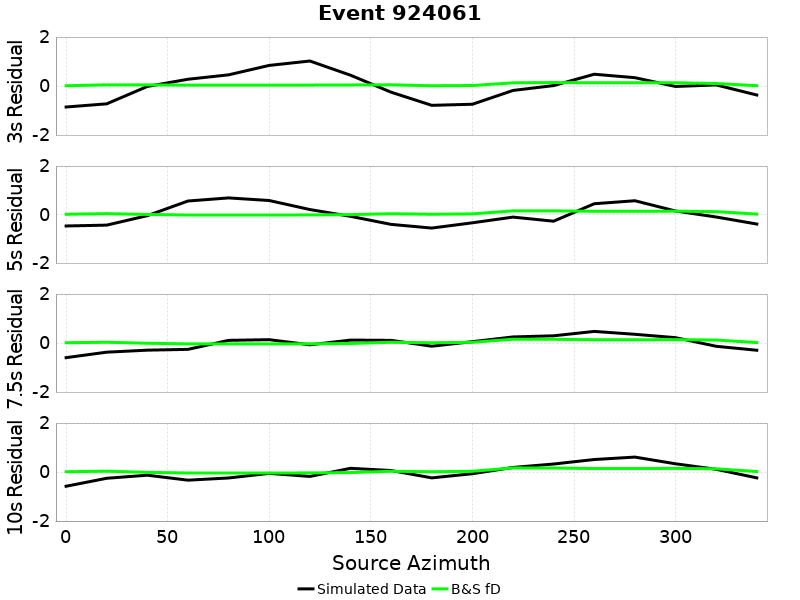 Event 924061
3s Residual
2
0
-2
5s Residual
2
0
-2
7.5s Residual
2
0
-2
10s Residual
2
0
-2
0 50 100 150 200 250 300
Source Azimuth
Simulated Data B&S fD